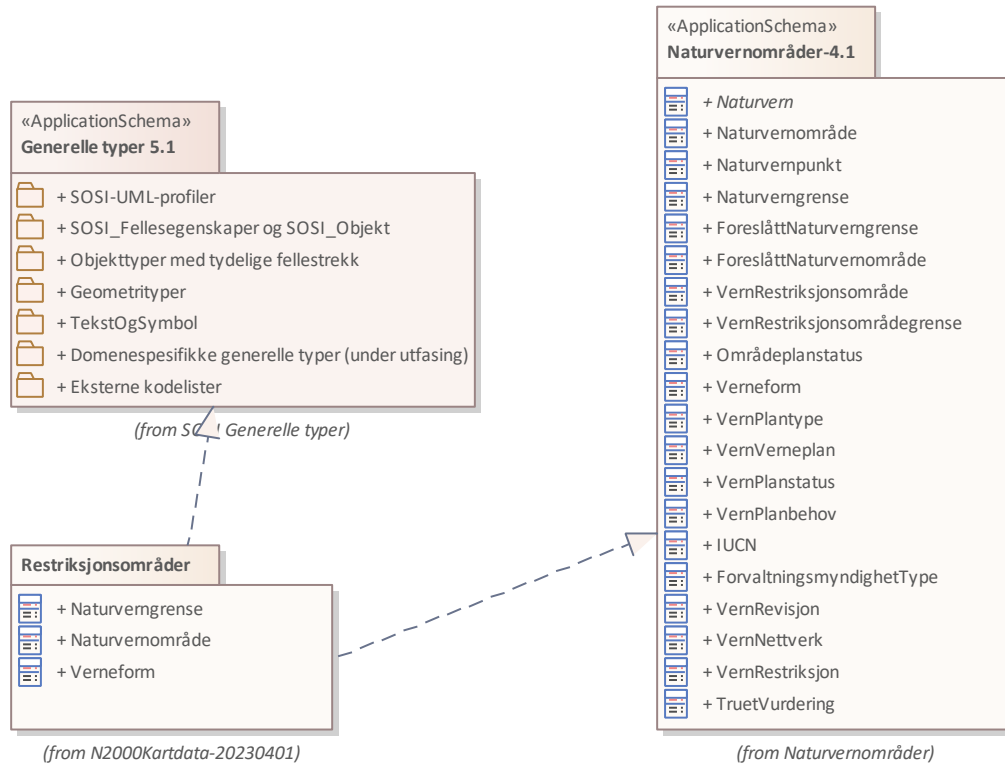 «ApplicationSchema»
Generelle typer 5.1
+ SOSI-UML-profiler
+ SOSI_Fellesegenskaper og SOSI_Objekt
+ Objekttyper med tydelige fellestrekk
+ Geometrityper
+ TekstOgSymbol
+ Domenespesifikke generelle typer (under utfasing)
+ Eksterne kodelister
(from Generelle typer)
Restriksjonsområder
+ Naturverngrense
+ Naturvernområde
+ Verneform
(from N2000Kartdata-20230401)
«ApplicationSchema»
Naturvernområder-4.1
+ Naturvern
+ Naturvernområde
+ Naturvernpunkt
+ Naturverngrense
+ ForeslåttNaturverngrense
+ ForeslåttNaturvernområde
+ VernRestriksjonsområde
+ VernRestriksjonsområdegrense
+ Områdeplanstatus
+ Verneform
+ VernPlantype
+ VernVerneplan
+ VernPlanstatus
+ VernPlanbehov
+ IUCN
+ ForvaltningsmyndighetType
+ VernRevisjon
+ VernNettverk
+ VernRestriksjon
+ TruetVurdering
(from Naturvernområder)